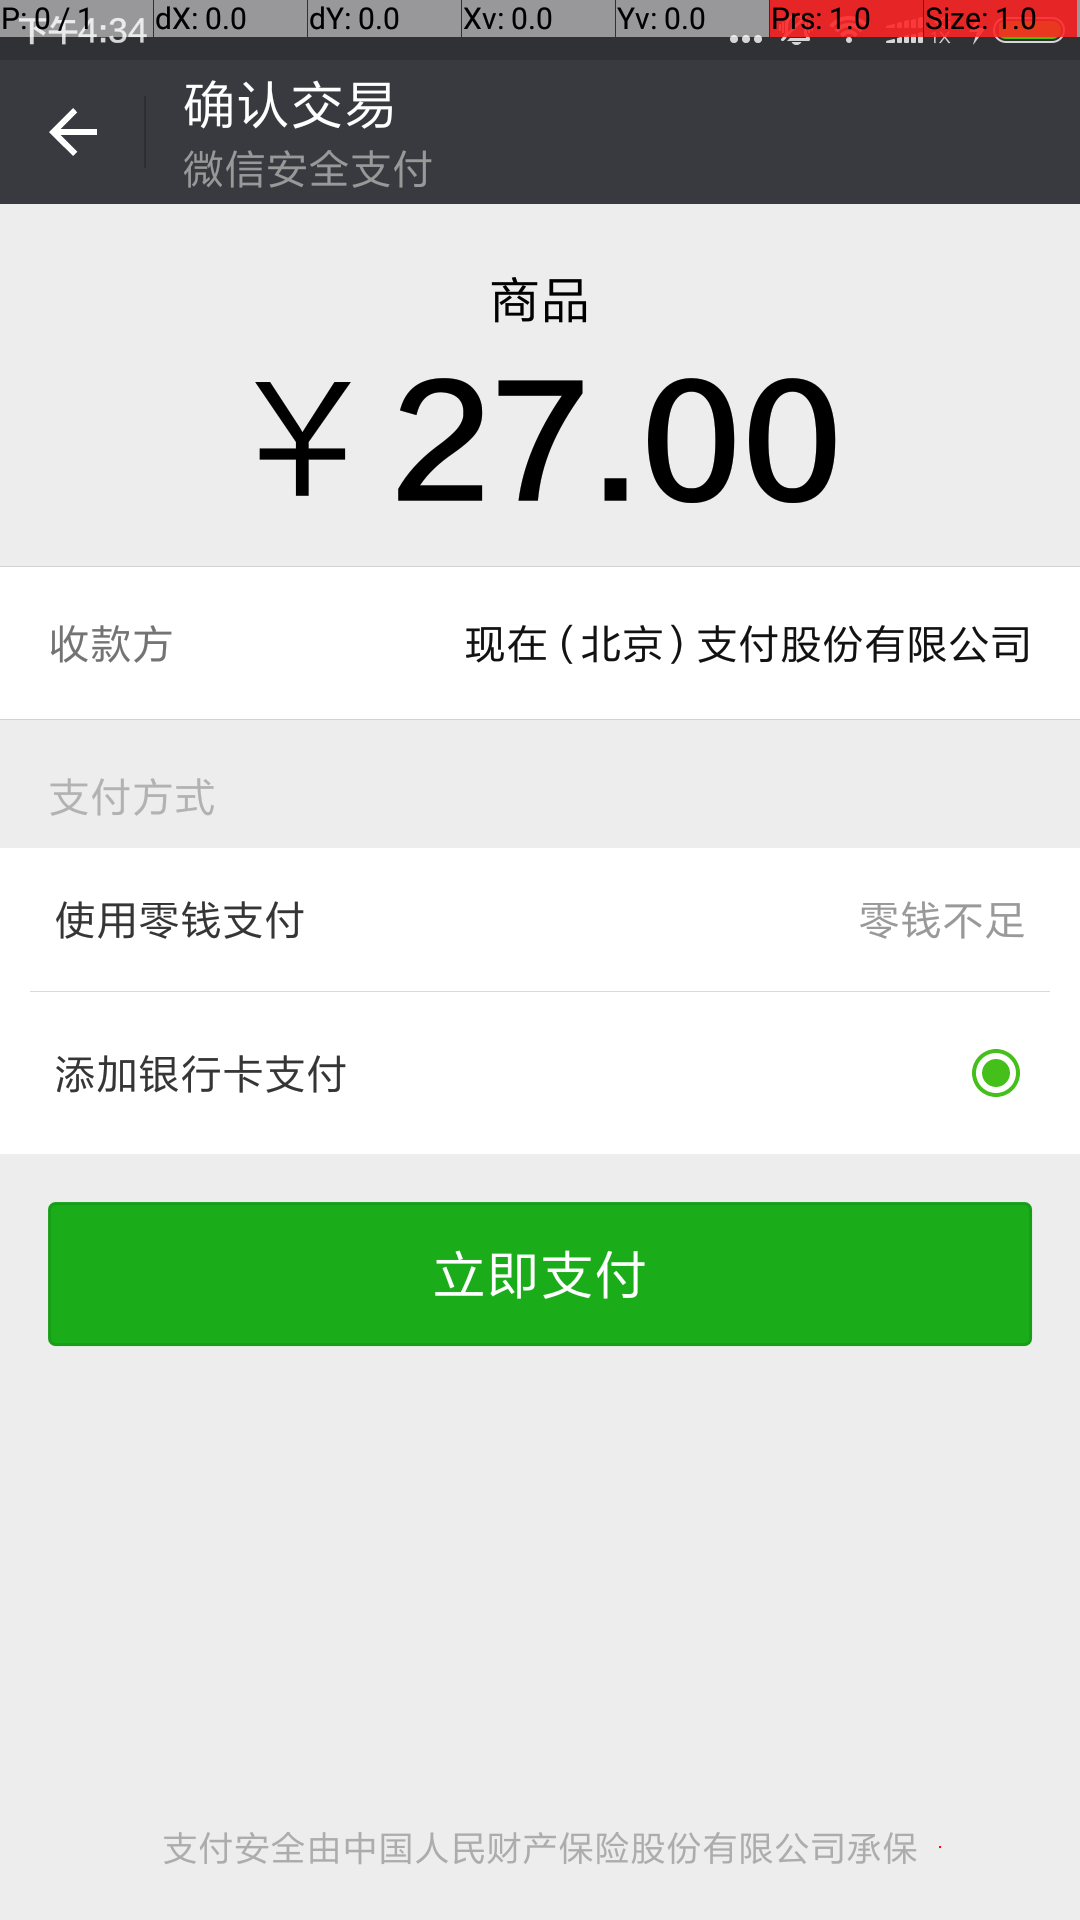 P: 0 / 1 dX: 0.0 dY: 0.0 Xv: 0.0 Yv: 0.0 Prs: 1.0 Size: 1.0
下午4:34
确认交易
微信安全支付
商品
￥27.00
收款方 现在（北京）支付股份有限公司
支付方式
使用零钱支付 零钱不足
添加银行卡支付
立即支付
支付安全由中国人民财产保险股份有限公司承保